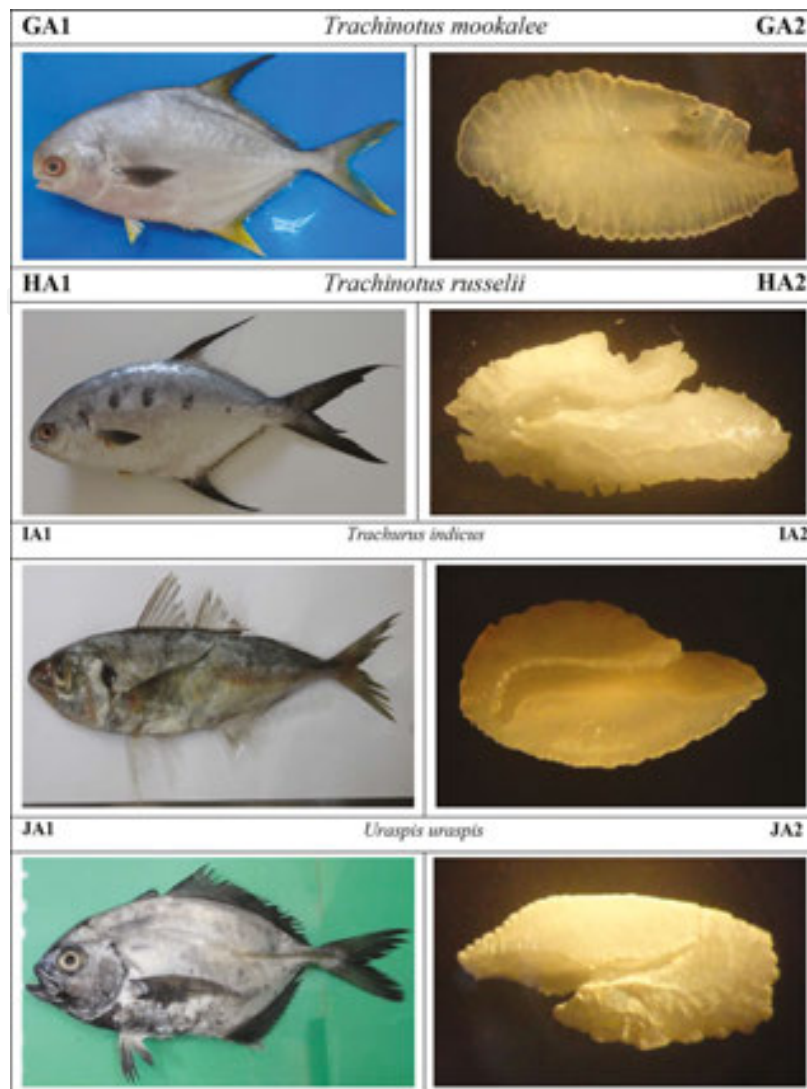 GA1 Trachinotus mookalee GA2
HA1 Trachinotus russelii HA2
IA1 Trachurus indicus IA2
JA1 Uraspis uraspis JA2